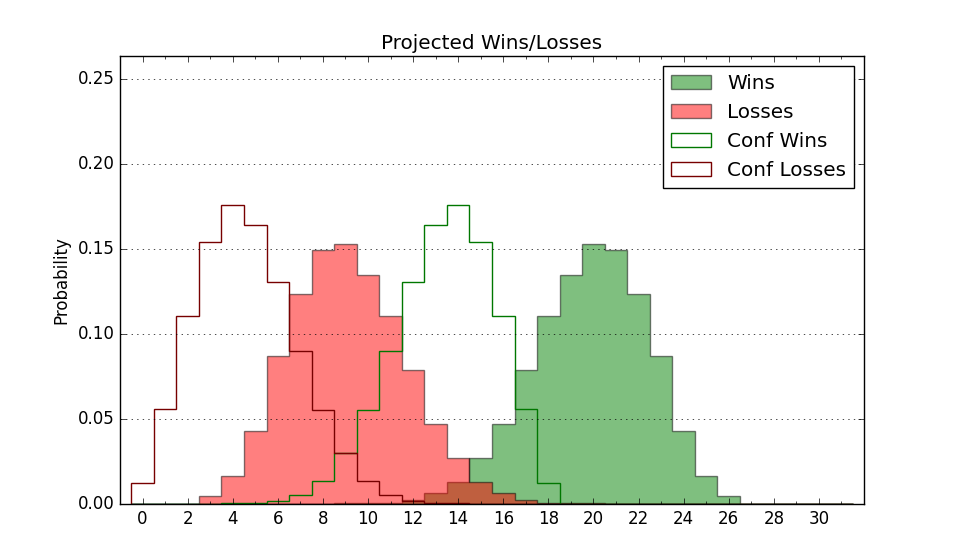 Projected Wins/Losses
Wins
Losses
Conf Wins
Conf Losses
Probability
0.25
0.20
0.15
0.10
0.05
0.00
0 2 4 6 8 10 12 14 16 18 20 22 24 26 28 30